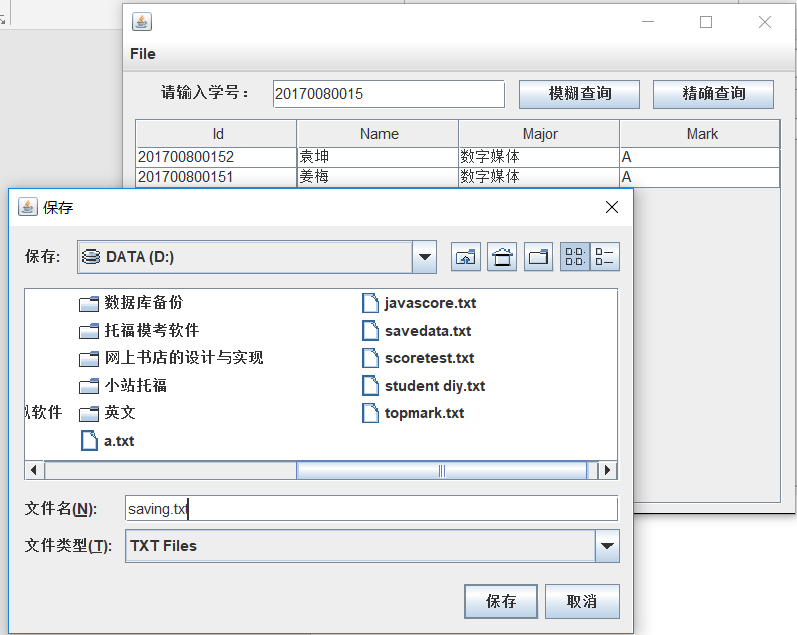 File
请输入学号： 20170080015 模糊查询 精确查询
Id Name Major Mark
201700800152 袁坤 数字媒体 A
201700800151 姜梅 数字媒体 A
保存
保存: DATA (D:)
数据库备份 javascore.txt
托福模考软件 savedata.txt
网上书店的设计与实现 scoretest.txt
小站托福 student diy.txt
软件 英文 topmark.txt
a.txt
文件名(N): saving.txt
文件类型(T): TXT Files
保存 取消